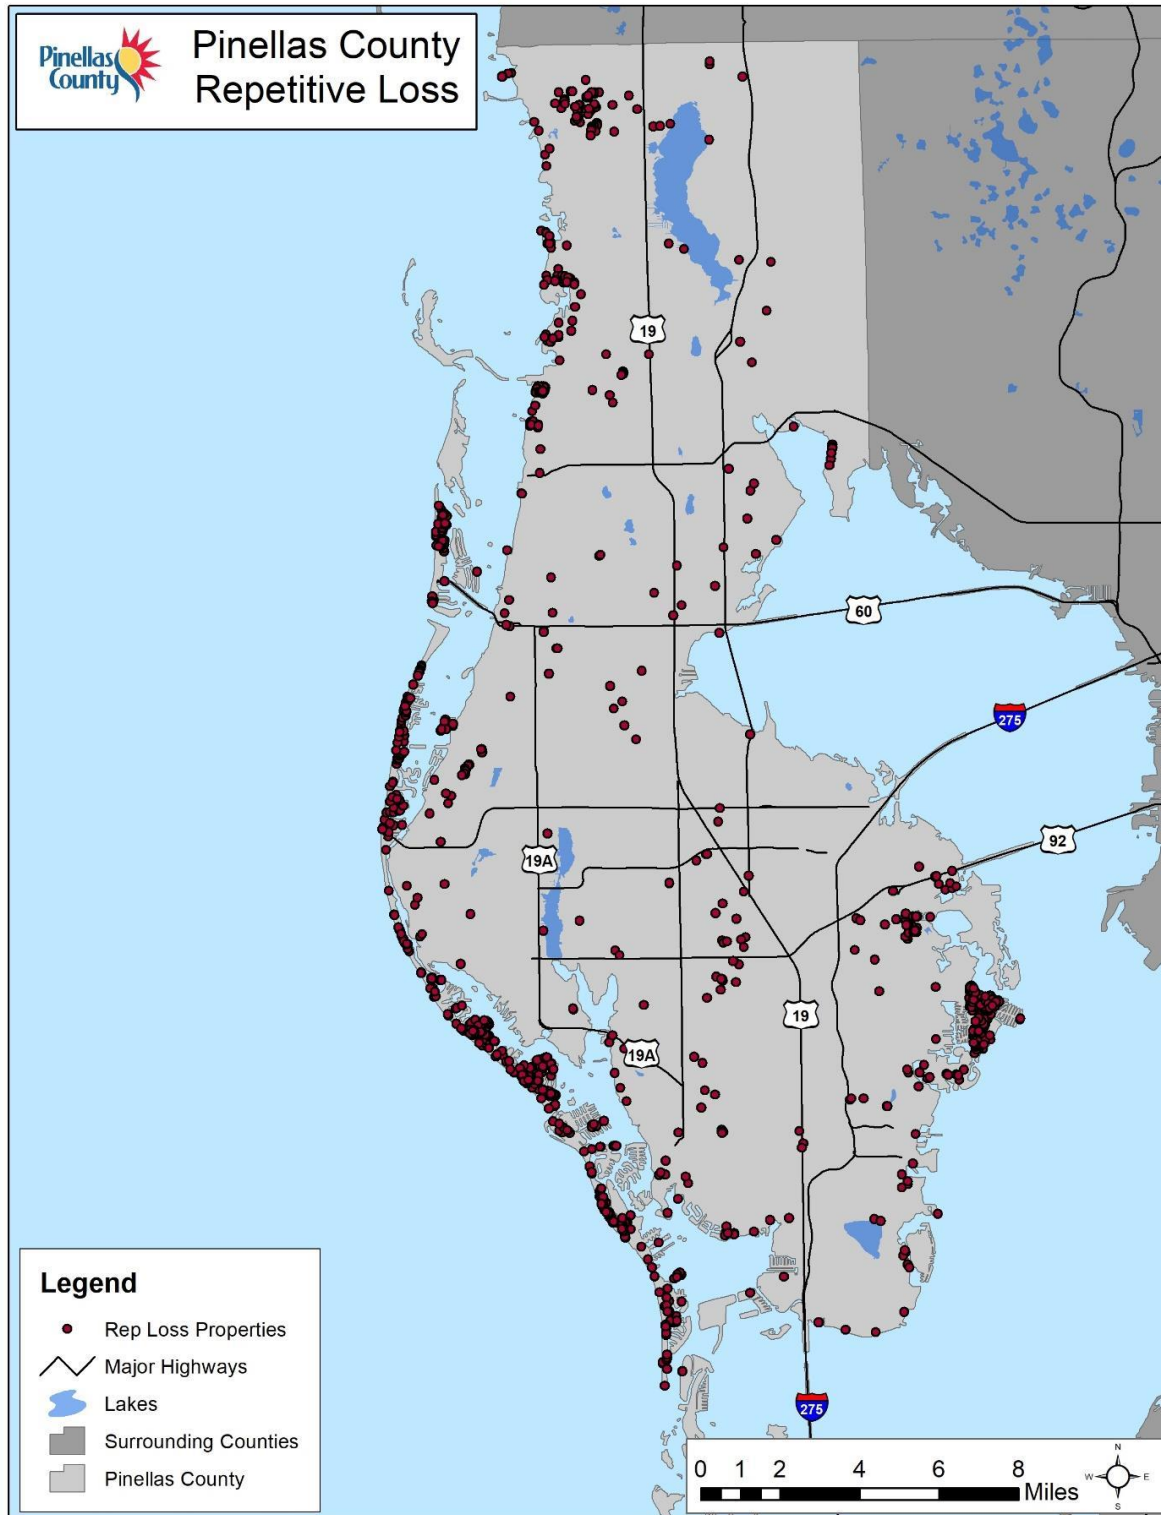 Pinellas
County
Pinellas County
Repetitive Loss
19
60
275
92
19A
19
19A
275
Legend
Rep Loss Properties
Major Highways
Lakes
Surrounding Counties
Pinellas County
0 1 2 4 6 8
Miles
N
W E
S